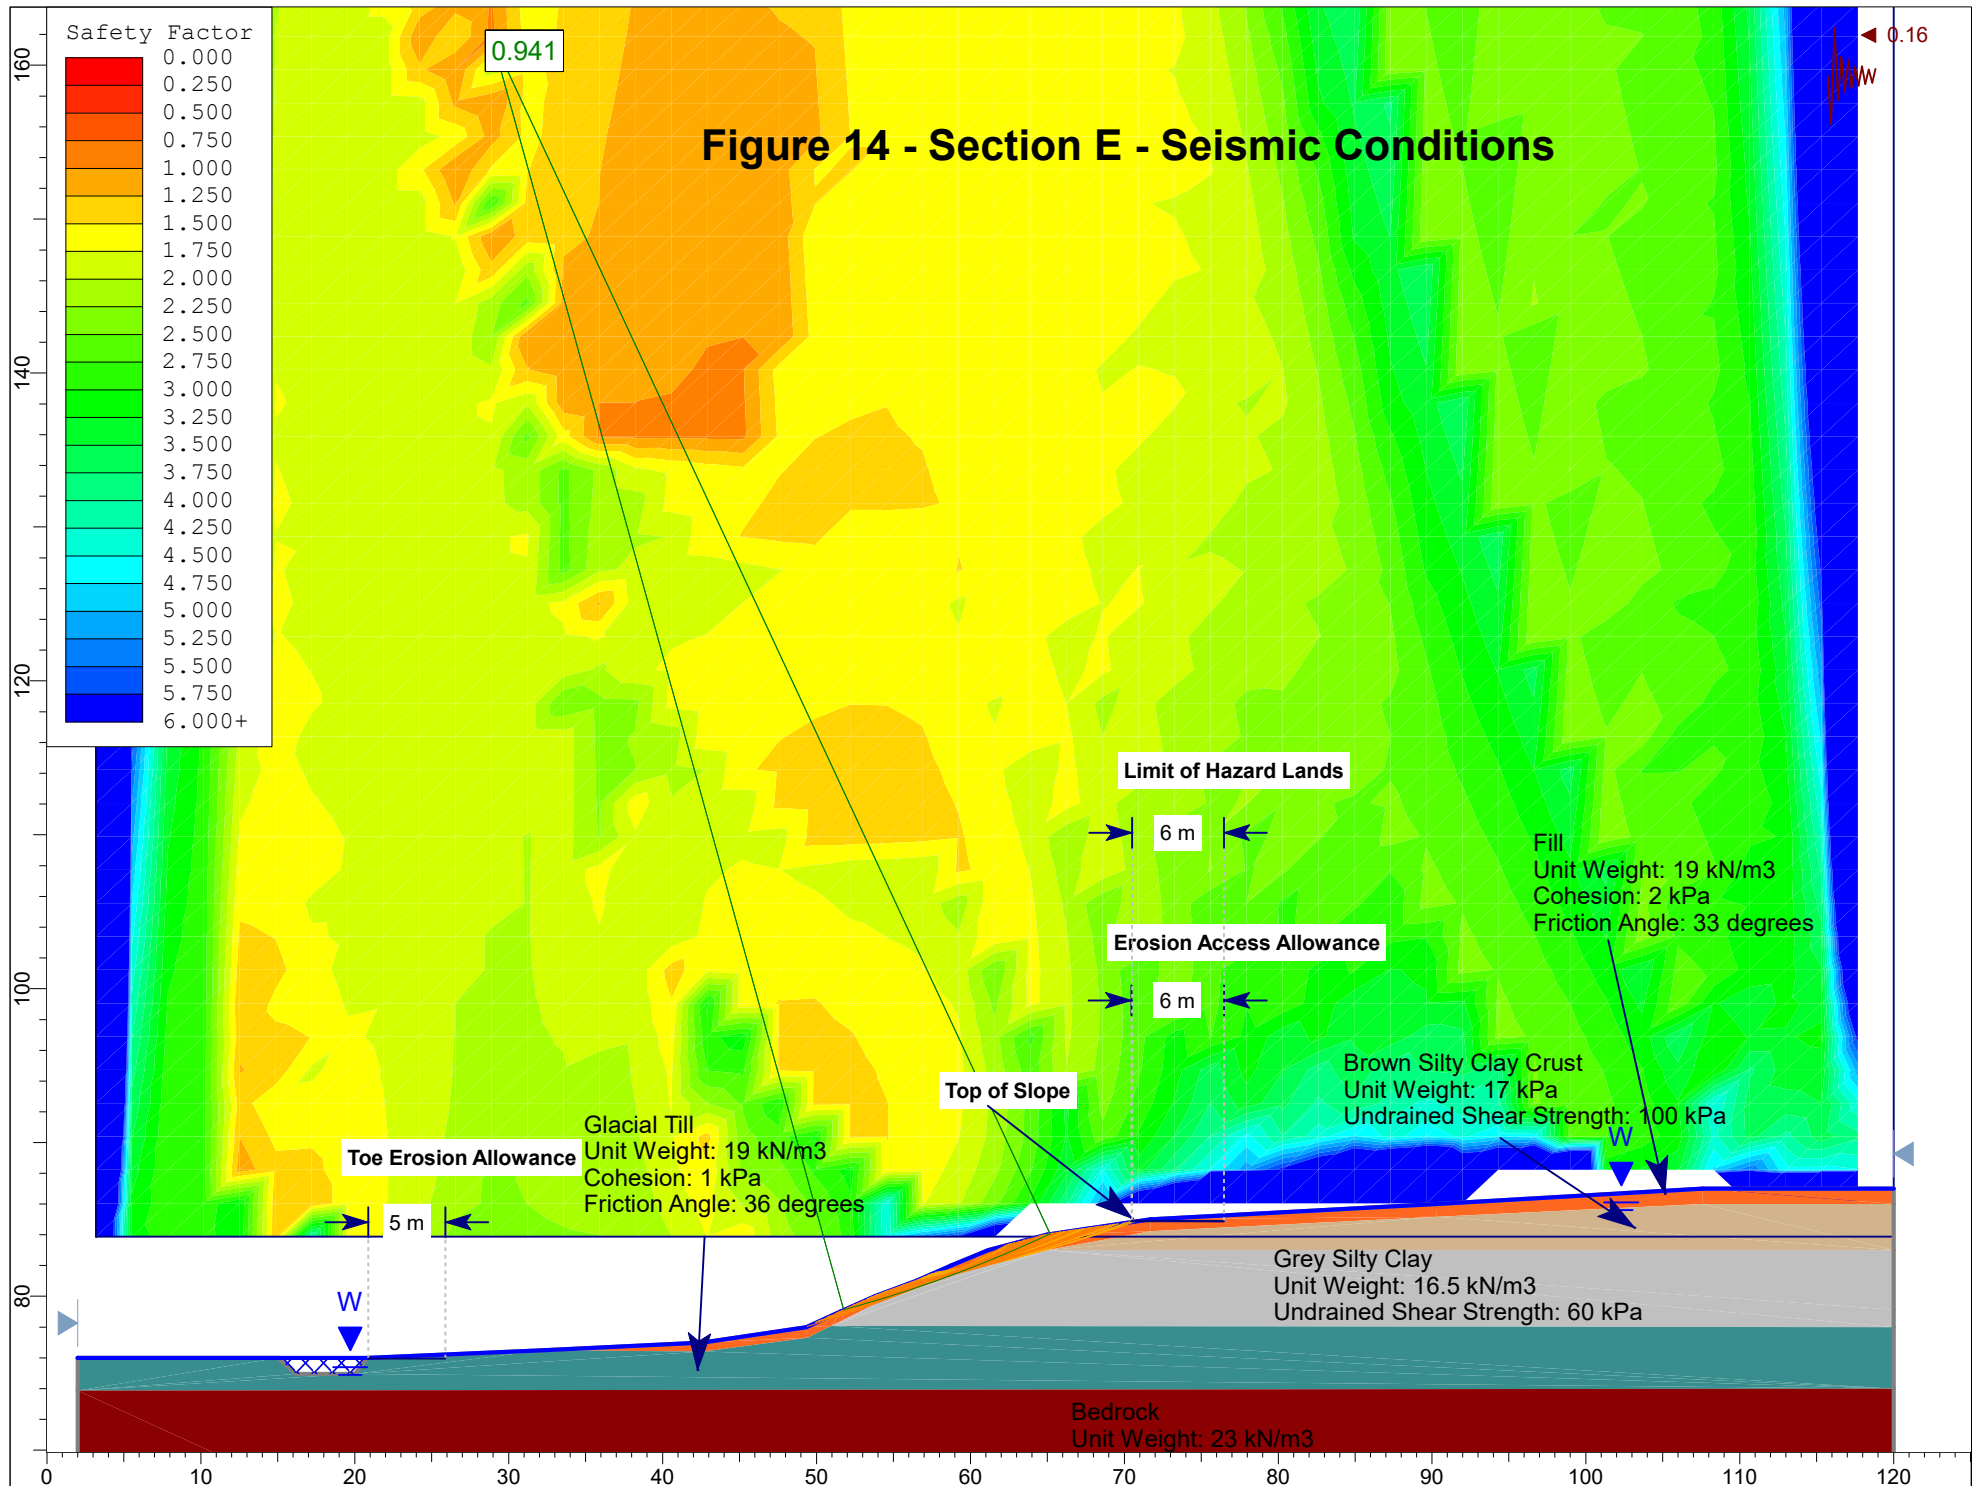 Safety Factor
0.000
0.250
0.500
0.750
1.000
1.250
1.500
1.750
2.000
2.250
2.500
2.750
3.000
3.250
3.500
3.750
4.000
4.250
4.500
4.750
5.000
5.250
5.500
5.750
6.000+
0.941
0.16
Figure 14 - Section E - Seismic Conditions
Limit of Hazard Lands
6 m
Fill
Unit Weight: 19 kN/m3
Cohesion: 2 kPa
Friction Angle: 33 degrees
Erosion Access Allowance
6 m
Brown Silty Clay Crust
Unit Weight: 17 kPa
Undrained Shear Strength: 100 kPa
W
Top of Slope
Glacial Till
Unit Weight: 19 kN/m3
Cohesion: 1 kPa
Friction Angle: 36 degrees
Toe Erosion Allowance
5 m
W
Grey Silty Clay
Unit Weight: 16.5 kN/m3
Undrained Shear Strength: 60 kPa
Bedrock
Unit Weight: 23 kN/m3
160
140
120
100
80
0 10 20 30 40 50 60 70 80 90 100 110 120